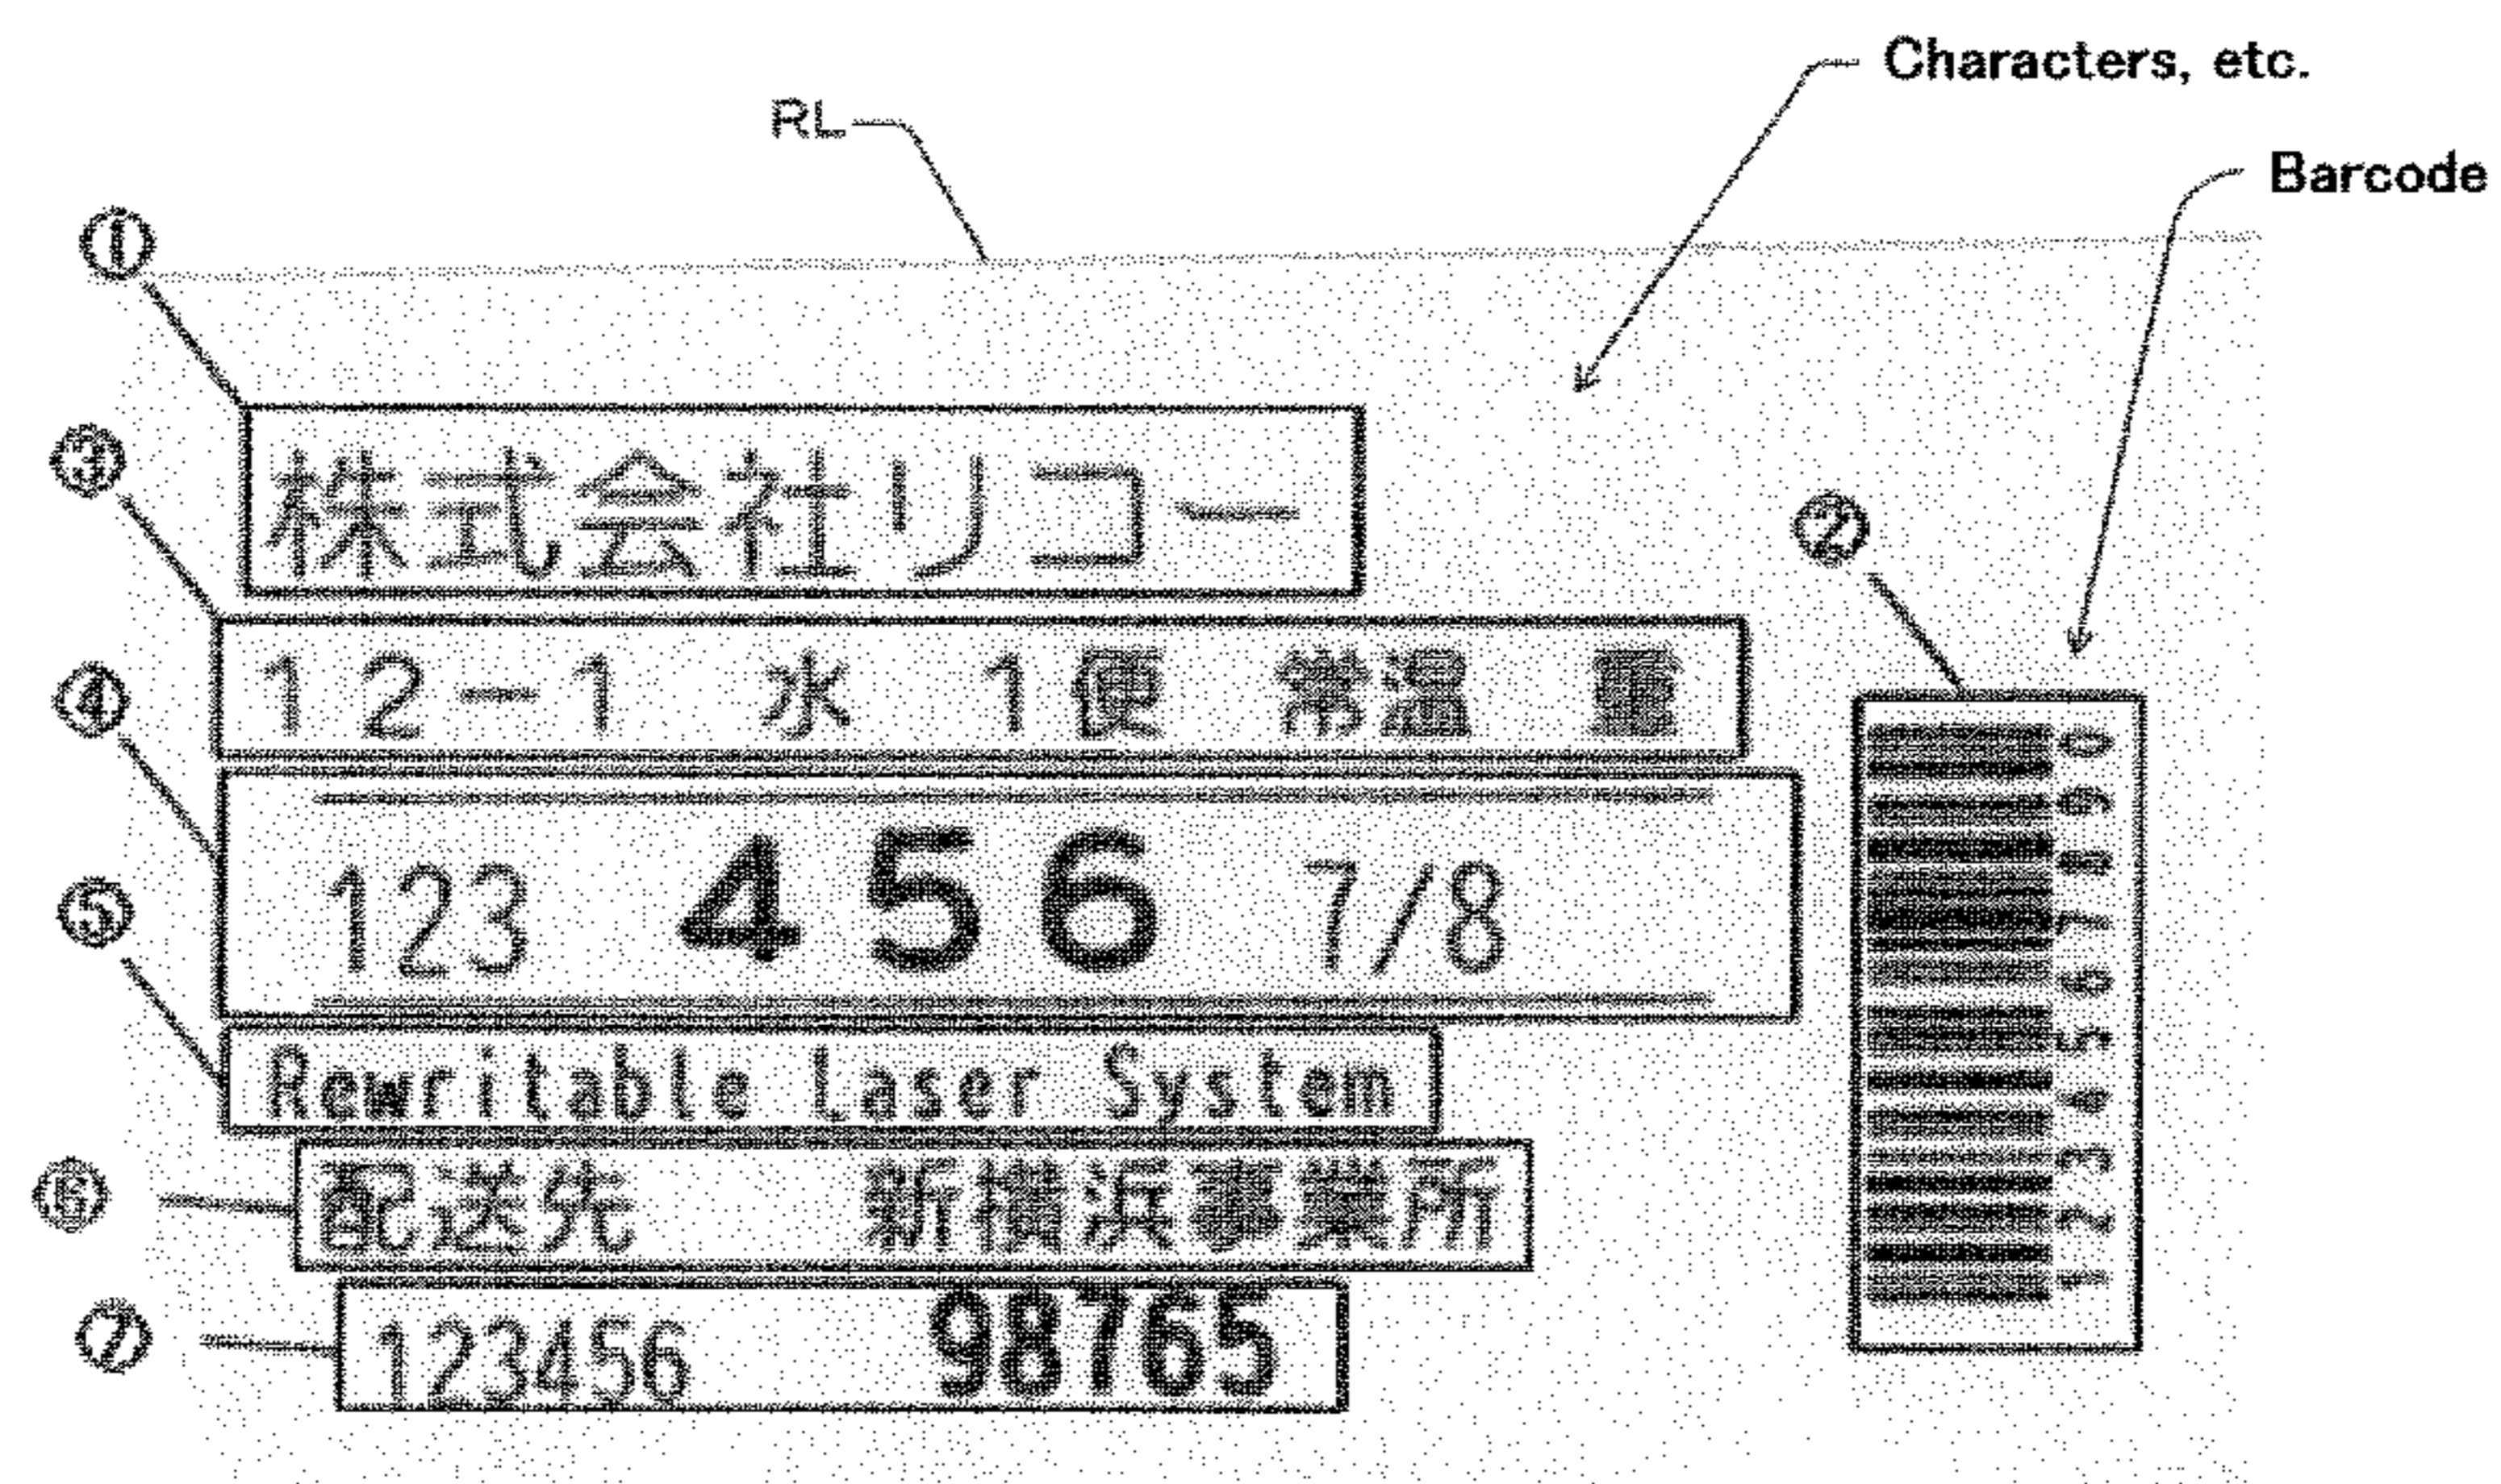 Characters, etc.
RL
Barcode
①
株式会社リコー
②
③
12-1 水 1便 常温
④
123 456 7/8
⑤
Rewritable Laser System
⑥
配送先 新横浜事業所
⑦
123456 98765
1234567890